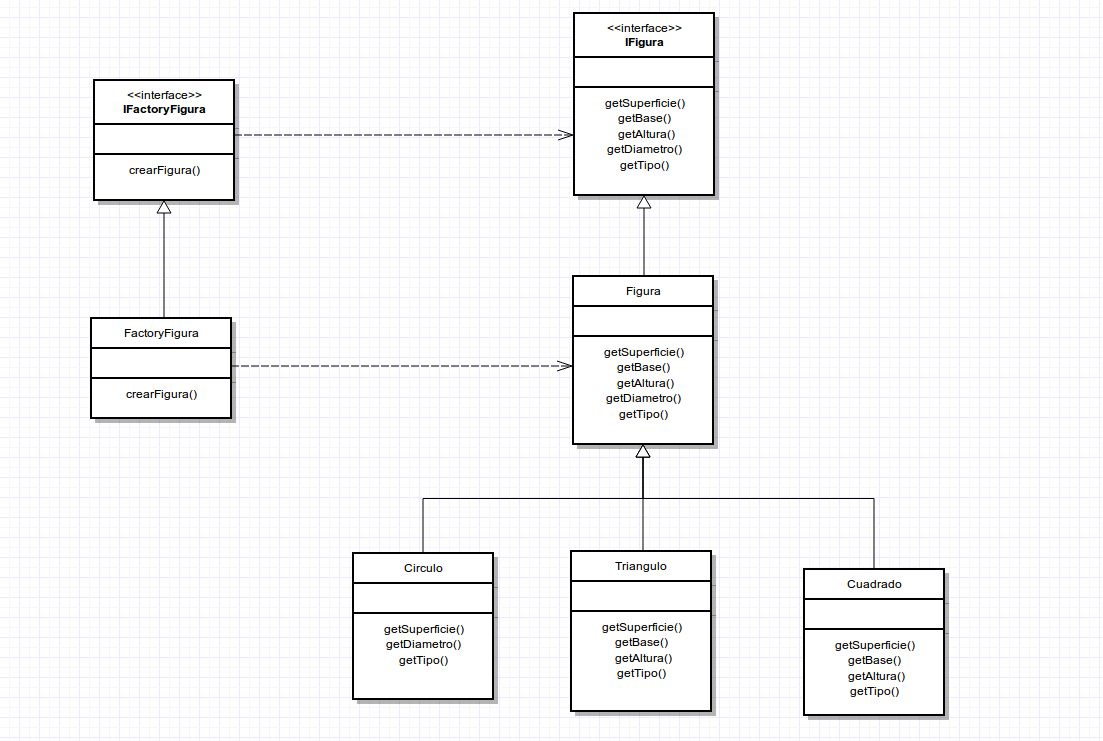 <<interface>>
IFigura
getSuperficie()
getBase()
getAltura()
getDiametro()
getTipo()
<<interface>>
IFactoryFigura
crearFigura()
Figura
getSuperficie()
getBase()
getAltura()
getDiametro()
getTipo()
FactoryFigura
crearFigura()
Circulo
getSuperficie()
getDiametro()
getTipo()
Triangulo
getSuperficie()
getBase()
getAltura()
getTipo()
Cuadrado
getSuperficie()
getBase()
getAltura()
getTipo()